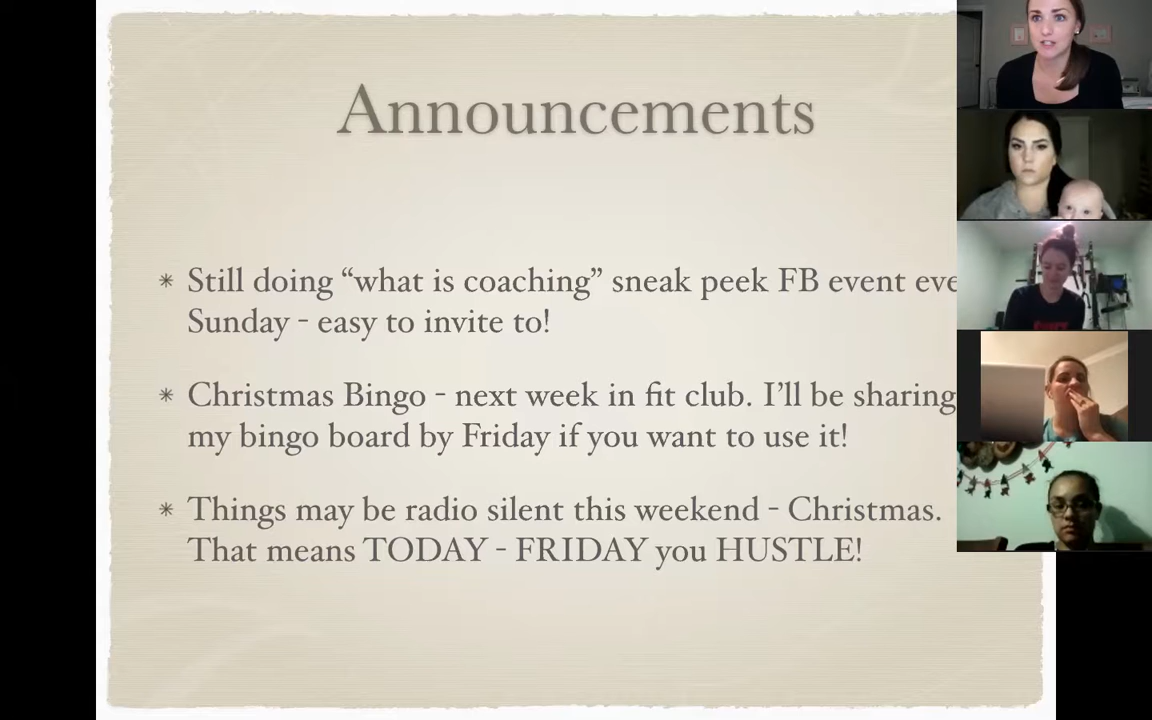 Announcements
* Still doing “what is coaching” sneak peek FB event
Sunday - easy to invite to!
* Christmas Bingo - next week in fit club. I’ll be sharing
my bingo board by Friday if you want to use it!
* Things may be radio silent this weekend - Christmas.
That means TODAY - FRIDAY you HUSTLE!